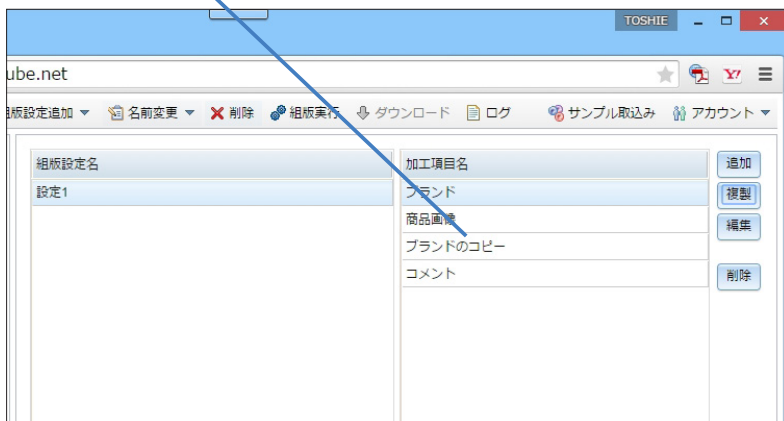 TOSHIE
ube.net
組版設定追加 名前変更 削除 組版実行 ダウンロード ログ サンプル取込み アカウント
組版設定名 加工項目名 追加
設定1 ブランド 複製
商品画像 編集
ブランドのコピー
コメント 削除